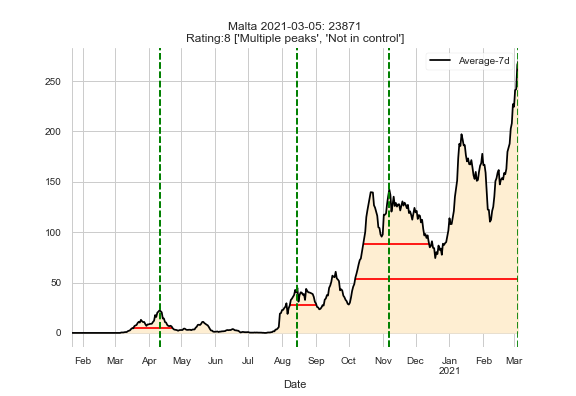 Malta 2021-03-05: 23871
Rating:8 ['Multiple peaks', 'Not in control']
Average-7d
250
200
150
100
50
0
Feb Mar Apr May Jun Jul Aug Sep Oct Nov Dec Jan Feb Mar
2021
Date